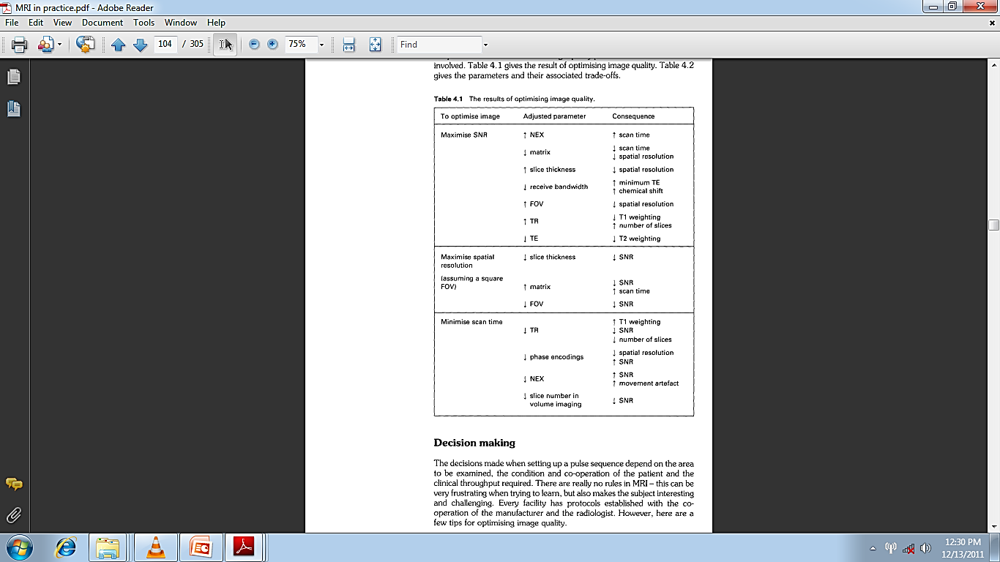 MRI in practice.pdf - Adobe Reader
File Edit View Document Tools Window Help
104 / 305 75% Find
involved. Table 4.1 gives the result of optimising image quality. Table 4.2
gives the parameters and their associated trade-offs.
Table 4.1 The results of optimising image quality.
To optimise image Adjusted parameter Consequence
Maximise SNR ↑ NEX ↑ scan time
↓ matrix ↓ scan time
↓ spatial resolution
↑ slice thickness ↓ spatial resolution
↓ receive bandwidth ↑ minimum TE
↑ chemical shift
↑ FOV ↓ spatial resolution
↑ TR ↓ T1 weighting
↑ number of slices
↓ TE ↓ T2 weighting
Maximise spatial ↓ slice thickness ↓ SNR
resolution
(assuming a square ↓ SNR
FOV) ↑ matrix ↑ scan time
↓ FOV ↓ SNR
Minimise scan time ↑ T1 weighting
↓ TR ↓ SNR
↓ number of slices
↓ phase encodings ↓ spatial resolution
↑ SNR
↓ NEX ↑ SNR
↑ movement artefact
↓ slice number in ↓ SNR
volume imaging
Decision making
The decisions made when setting up a pulse sequence depend on the area
to be examined, the condition and co-operation of the patient and the
clinical throughput required. There are really no rules in MRI – this can be
very frustrating when trying to learn, but also makes the subject interesting
and challenging. Every facility has protocols established with the co-
operation of the manufacturer and the radiologist. However, here are a
few tips for optimising image quality.
12:30 PM
12/13/2011